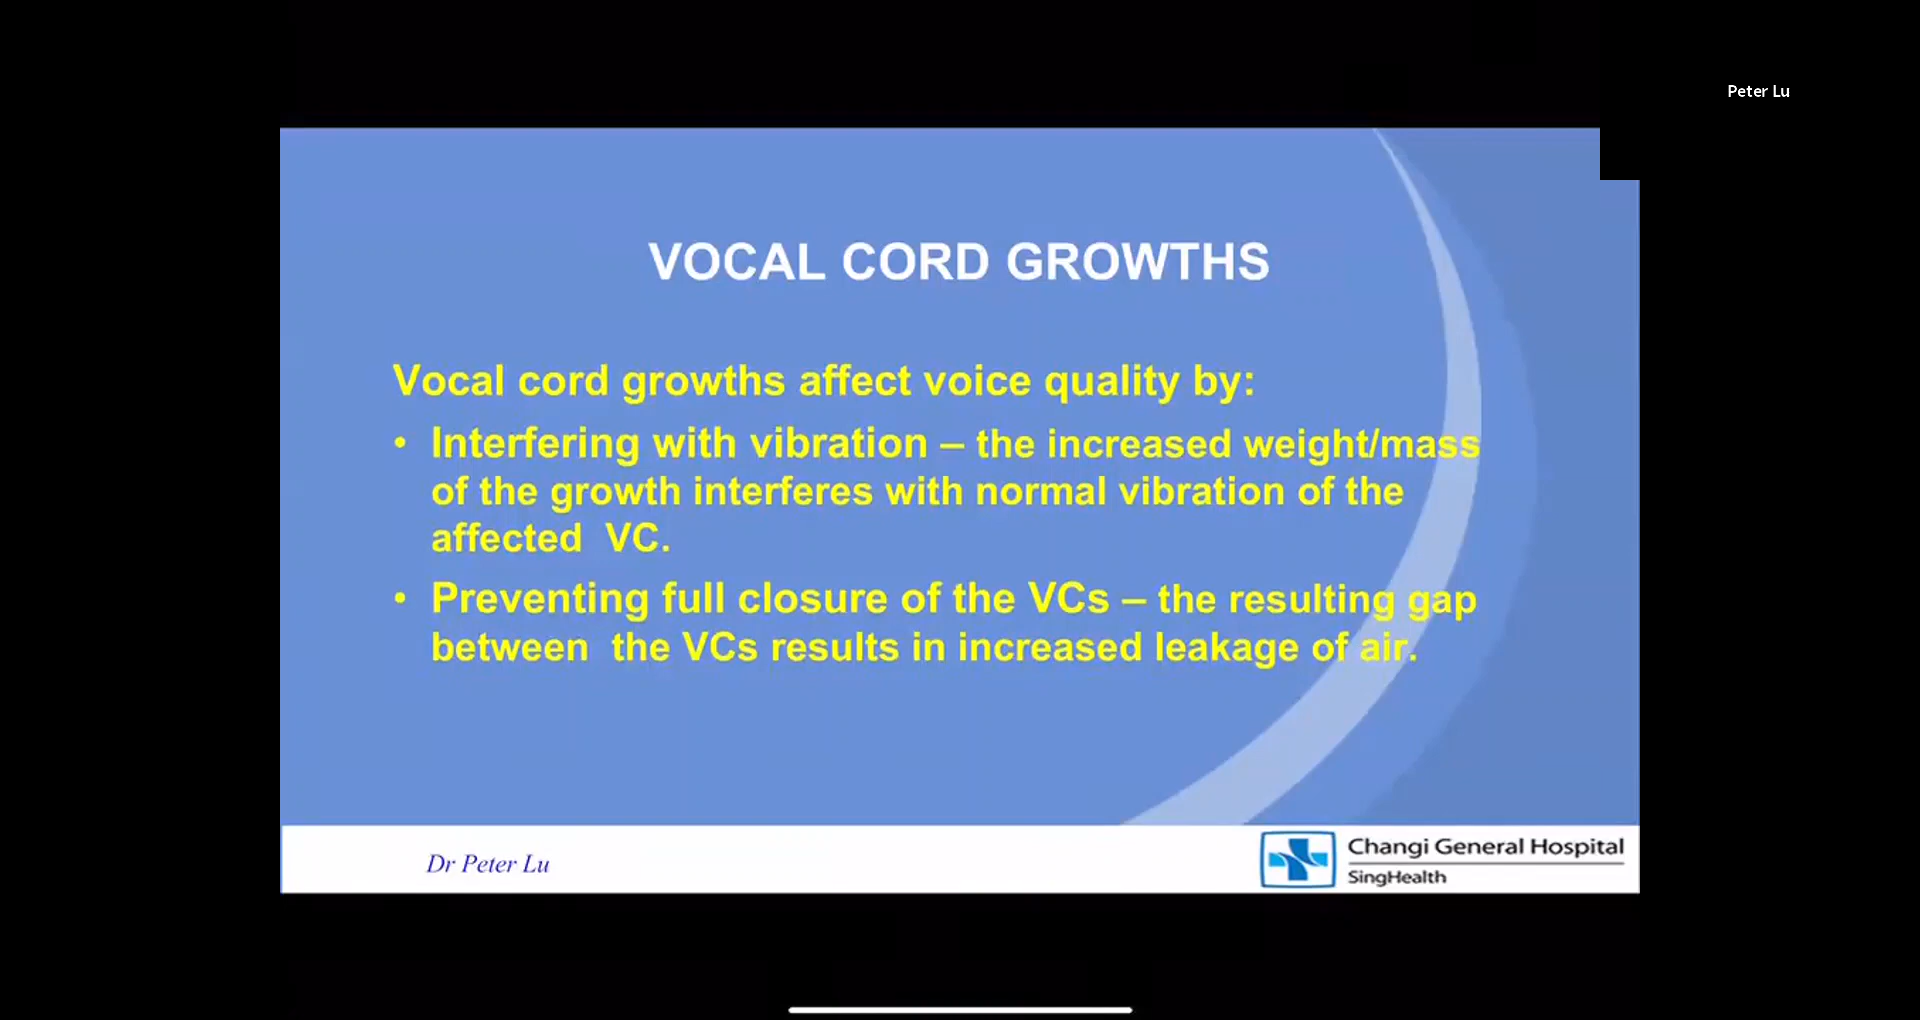 Peter Lu
VOCAL CORD GROWTHS
Vocal cord growths affect voice quality by:
• Interfering with vibration – the increased weight/mass
of the growth interferes with normal vibration of the
affected  VC.
• Preventing full closure of the VCs – the resulting gap
between  the VCs results in increased leakage of air.
Dr Peter Lu
Changi General Hospital
SingHealth